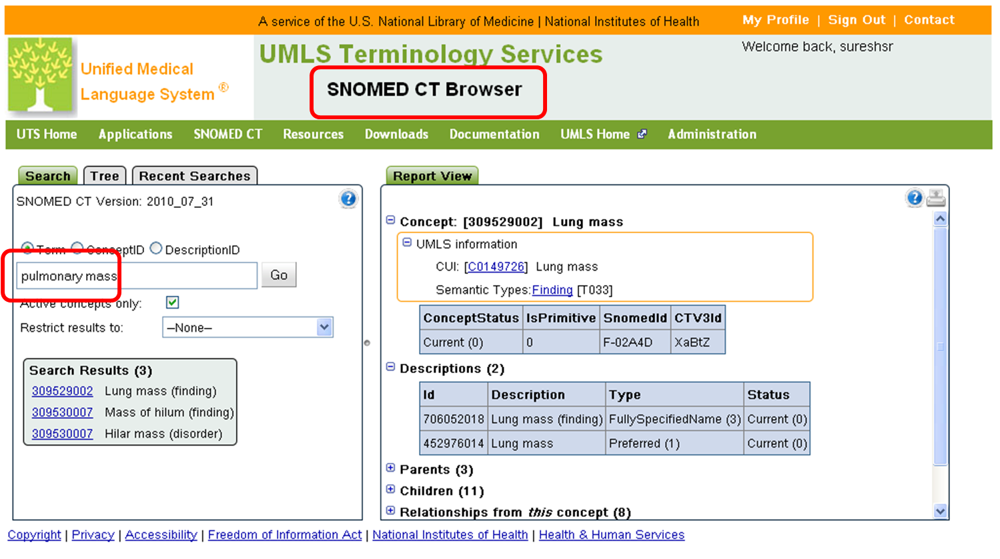 A service of the U.S. National Library of Medicine | National Institutes of Health
My Profile | Sign Out | Contact
Unified Medical
Language System ®
UMLS Terminology Services
SNOMED CT Browser
Welcome back, sureshsr
UTS Home Applications SNOMED CT Resources Downloads Documentation UMLS Home Administration
Search Tree Recent Searches
SNOMED CT Version: 2010_07_31
Term ConceptID DescriptionID
pulmonary mass Go
Active concepts only:
Restrict results to: --None--
Search Results (3)
309529002 Lung mass (finding)
309530007 Mass of hilum (finding)
309530007 Hilar mass (disorder)
Report View
Concept: [309529002] Lung mass
UMLS information
CUI: [C0149726] Lung mass
Semantic Types:Finding [T033]
ConceptStatus IsPrimitive SnomedId CTV3Id
Current (0) 0 F-02A4D XaBtZ
Descriptions (2)
Id Description Type Status
706052018 Lung mass (finding) FullySpecifiedName (3) Current (0)
452976014 Lung mass Preferred (1) Current (0)
Parents (3)
Children (11)
Relationships from this concept (8)
Copyright | Privacy | Accessibility | Freedom of Information Act | National Institutes of Health | Health & Human Services